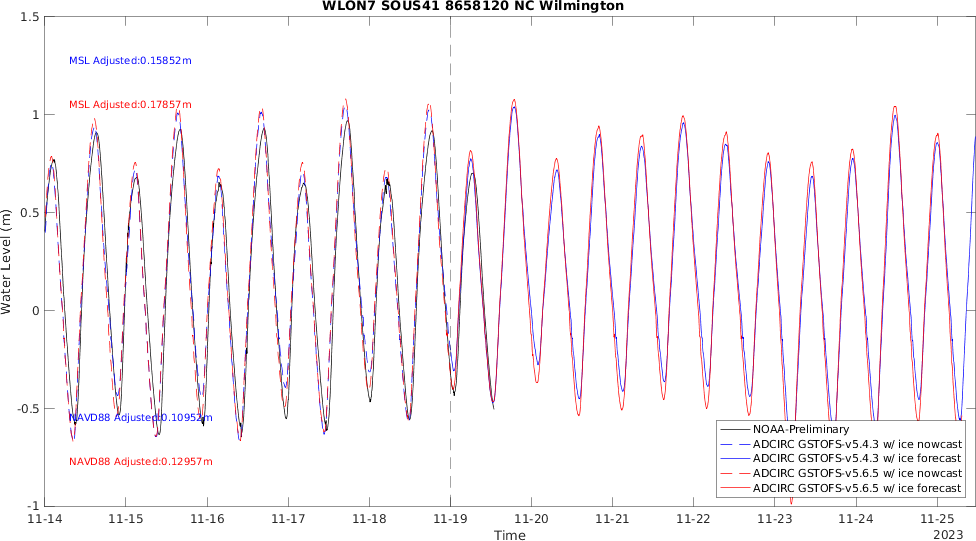 WLON7 SOUS41 8658120 NC Wilmington
1.5
1
0.5
0
-0.5
-1
Water Level (m)
MSL Adjusted:0.15852m
MSL Adjusted:0.17857m
NAVD88 Adjusted:0.10952m
NAVD88 Adjusted:0.12957m
NOAA-Preliminary
ADCIRC GSTOFS-v5.4.3 w/ ice nowcast
ADCIRC GSTOFS-v5.4.3 w/ ice forecast
ADCIRC GSTOFS-v5.6.5 w/ ice nowcast
ADCIRC GSTOFS-v5.6.5 w/ ice forecast
11-14 11-15 11-16 11-17 11-18 11-19 11-20 11-21 11-22 11-23 11-24 11-25
Time
2023